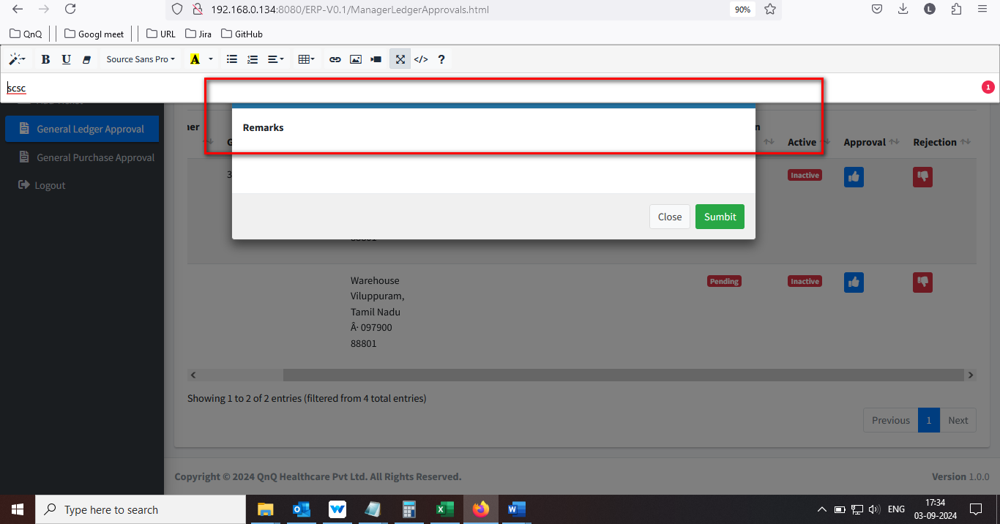 192.168.0.134:8080/ERP-V0.1/ManagerLedgerApprovals.html 90% L
QnQ Googl meet URL Jira GitHub
B U Source Sans Pro A </> ?
scsc 1
General Ledger Approval
General Purchase Approval
Logout
Remarks
Active Approval Rejection
Inactive
Close Sumbit
88801
Warehouse Pending Inactive
Viluppuram,
Tamil Nadu
Â· 097900
88801
Showing 1 to 2 of 2 entries (filtered from 4 total entries)
Previous 1 Next
Copyright © 2024 QnQ Healthcare Pvt Ltd. All Rights Reserved. Version 1.0.0
Type here to search
ENG
17:34
03-09-2024